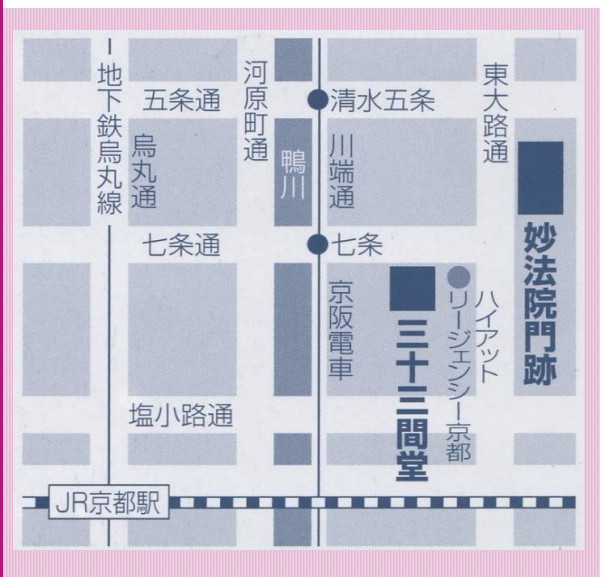 地下鉄烏丸線
烏丸通
五条通
河原町通
鴨川
清水五条
川端通
東大路通
妙法院門跡
七条通
七条
京阪電車
三十三間堂
ハイアット
リージェンシー京都
塩小路通
JR京都駅